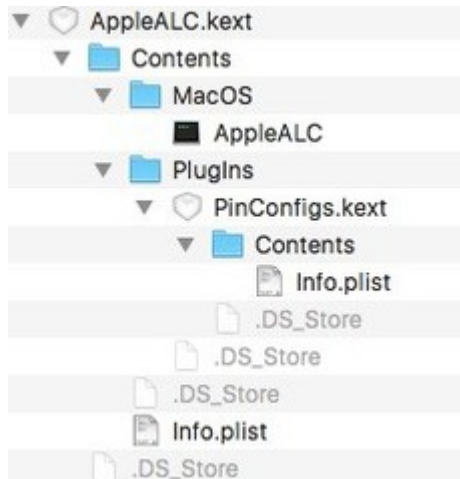 AppleALC.kext
Contents
MacOS
AppleALC
PlugIns
PinConfigs.kext
Contents
Info.plist
.DS_Store
.DS_Store
.DS_Store
Info.plist
.DS_Store